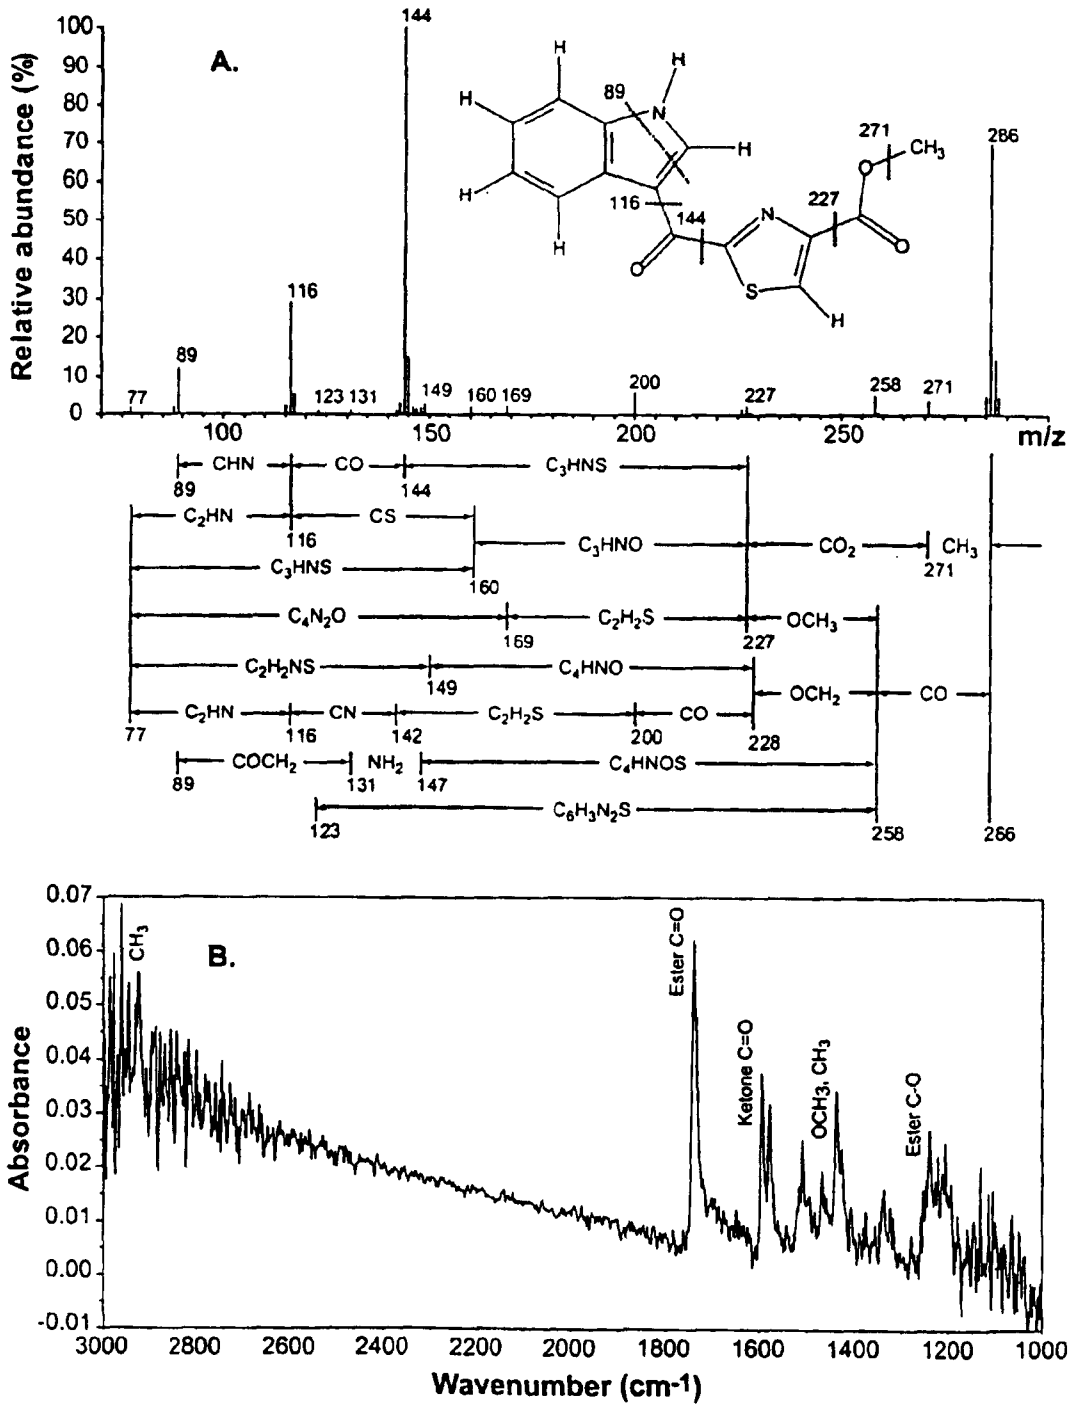 A.
Relative abundance (%)
100
90
80
70
60
50
40
30
20
10
0
77
89
116
123 131
144
149
160 169
200
227
258
271
286
100
150
200
250
m/z
H
H
H
H
H
N
H
89
116
144
O
N
S
H
227
O
271
O
CH3
CHN
CO
C3HNS
89
144
C2HN
CS
116
C3HNO
CO2
CH3
271
C3HNS
160
C4N2O
C2H2S
OCH3
169
227
C2H2NS
C4HNO
149
OCH2
CO
C2HN
CN
C2H2S
CO
77
116
142
200
228
COCH2
NH2
C4HNOS
89
131
147
C6H3N2S
123
258
266
B.
Absorbance
0.07
0.06
0.05
0.04
0.03
0.02
0.01
0.00
-0.01
CH3
Ester C=O
Ketone C=O
OCH3, CH3
Ester C-O
3000
2800
2600
2400
2200
2000
1800
1600
1400
1200
1000
Wavenumber (cm-1)